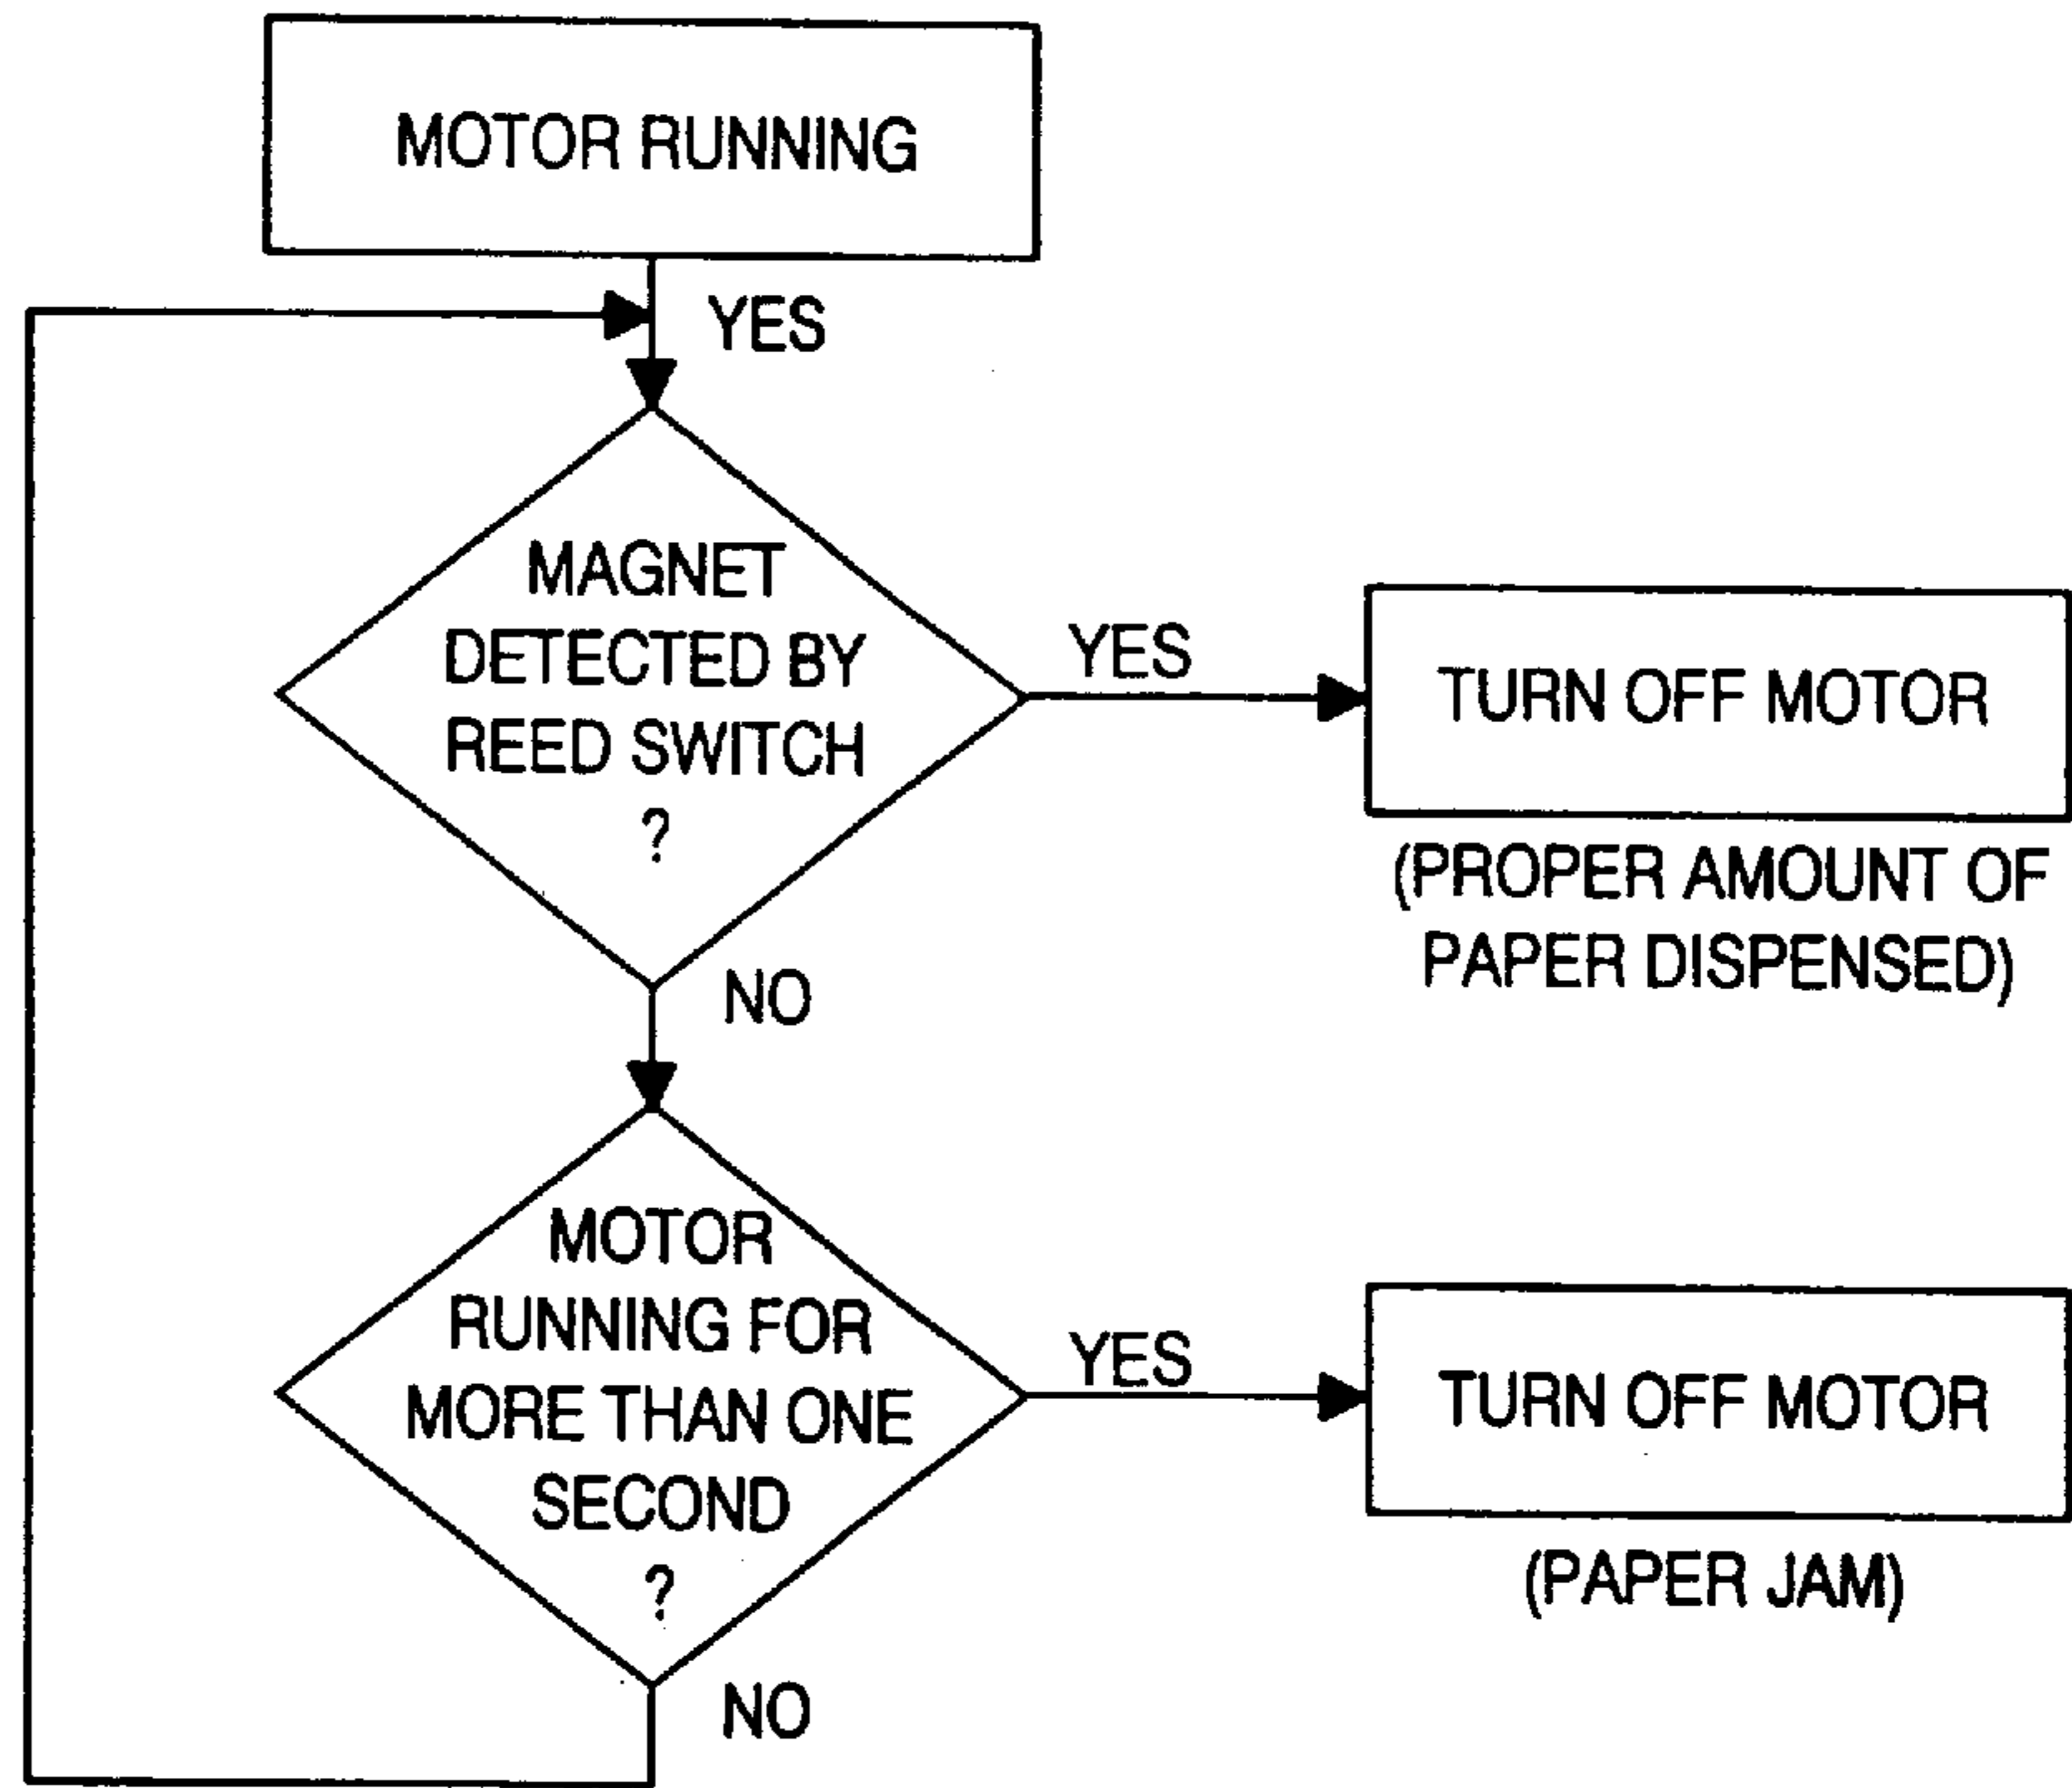 MOTOR RUNNING
YES
MAGNET
DETECTED BY
REED SWITCH
?
YES
TURN OFF MOTOR
(PROPER AMOUNT OF
PAPER DISPENSED)
NO
MOTOR
RUNNING FOR
MORE THAN ONE
SECOND
?
YES
TURN OFF MOTOR
(PAPER JAM)
NO